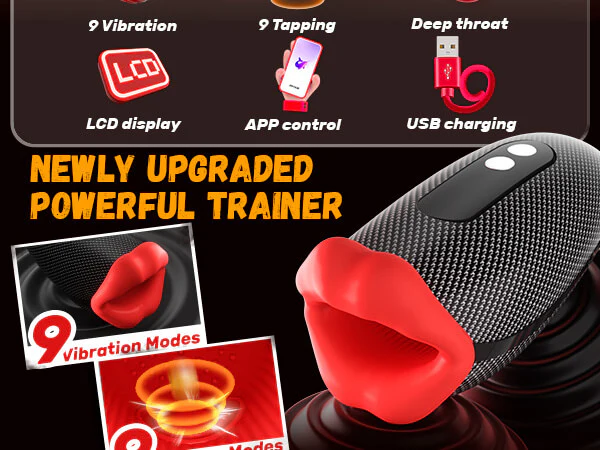 9 Vibration
9 Tapping
Deep throat
LCD
LCD display
APP control
USB charging
NEWLY UPGRADED
POWERFUL TRAINER
9 Vibration Modes
9 Modes